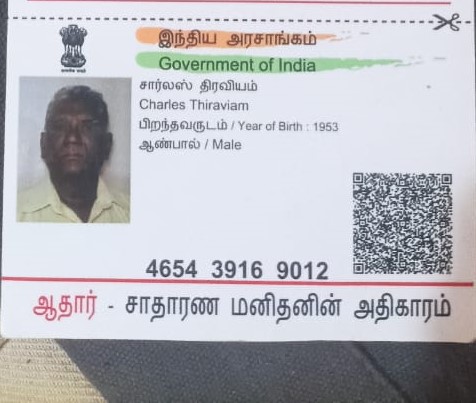 இந்திய அரசாங்கம்
Government of India
சார்லஸ் திரவியம்
Charles Thiraviam
பிறந்தவருடம் / Year of Birth : 1953
ஆண்பால் / Male
4654 3916 9012
ஆதார் - சாதாரண மனிதனின் அதிகாரம்